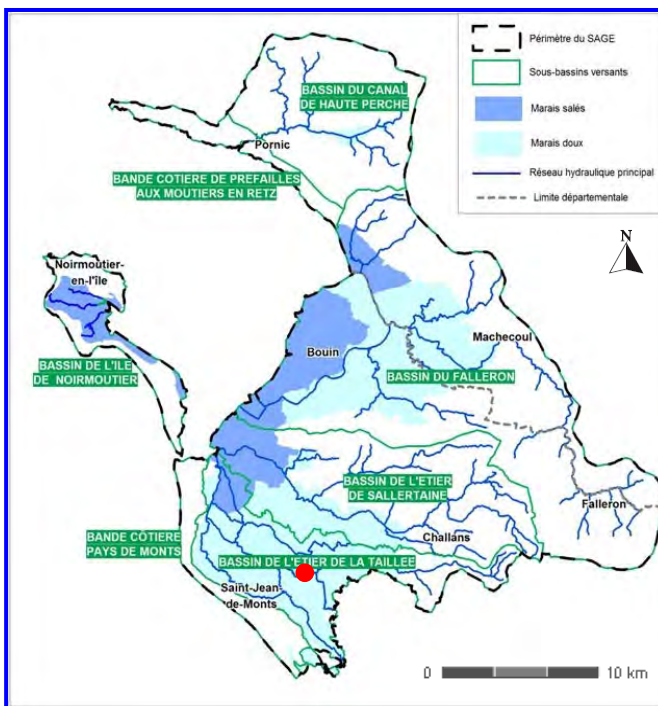 Périmètre du SAGE
Sous-bassins versants
Marais salés
Marais doux
Réseau hydraulique principal
Limite départementale
N
BASSIN DU CANAL
DE HAUTE PERCHE
Pornic
BANDE COTIERE DE PREFAILLES
AUX MOUTIERS EN RETZ
Noirmoutier-
en-l'île
BASSIN DE L'ILE
DE NOIRMOUTIER
Bouin
Machecoul
BASSIN DU FALLERON
BASSIN DE L'ETIER
DE SALLERTAINE
Falleron
Challans
BANDE CÔTIERE
PAYS DE MONTS
BASSIN DE L'ETIER DE LA TAILLEE
Saint-Jean
-de-Monts
0 10 km